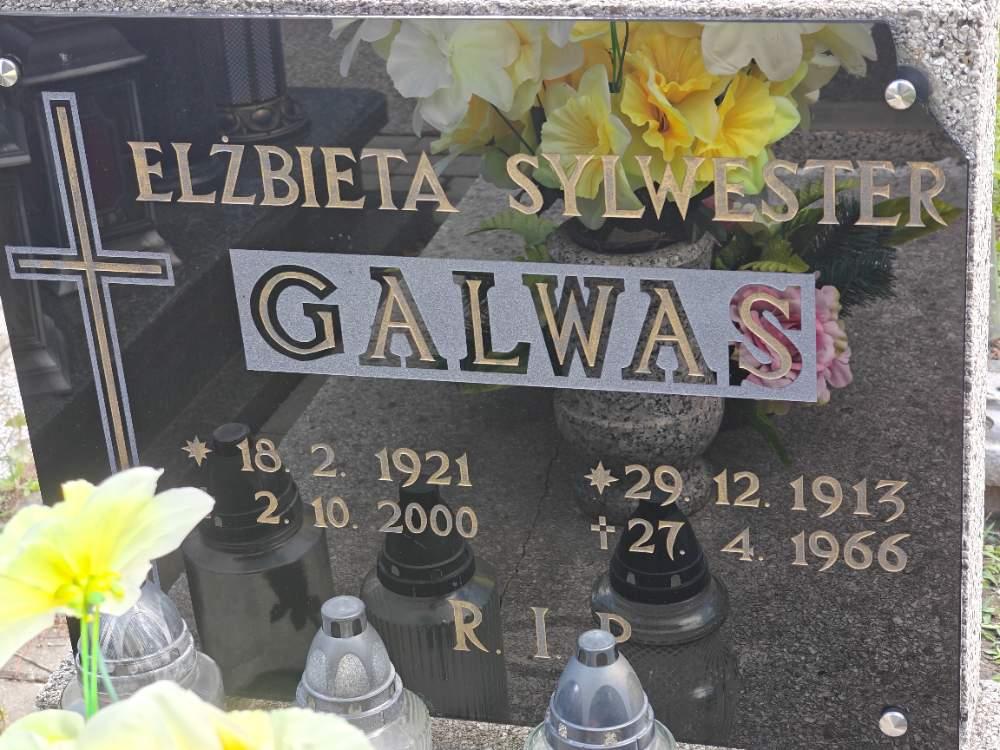 ELŻBIETA SYLWESTER
GALWAS
* 18. 2. 1921 * 29. 12. 1913
2. 10. 2000 † 27. 4. 1966
R. I. P.